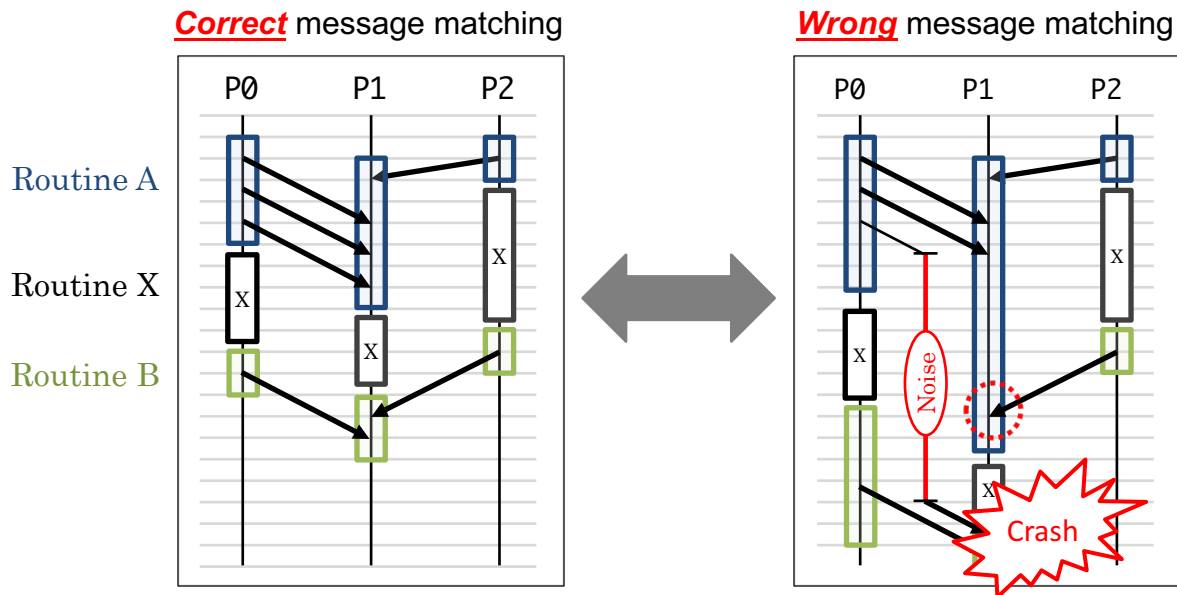 Correct message matching
Wrong message matching
P0 P1 P2
P0 P1 P2
Routine A
Routine X
Routine B
X
X
X
X
X
X
Noise
Crash